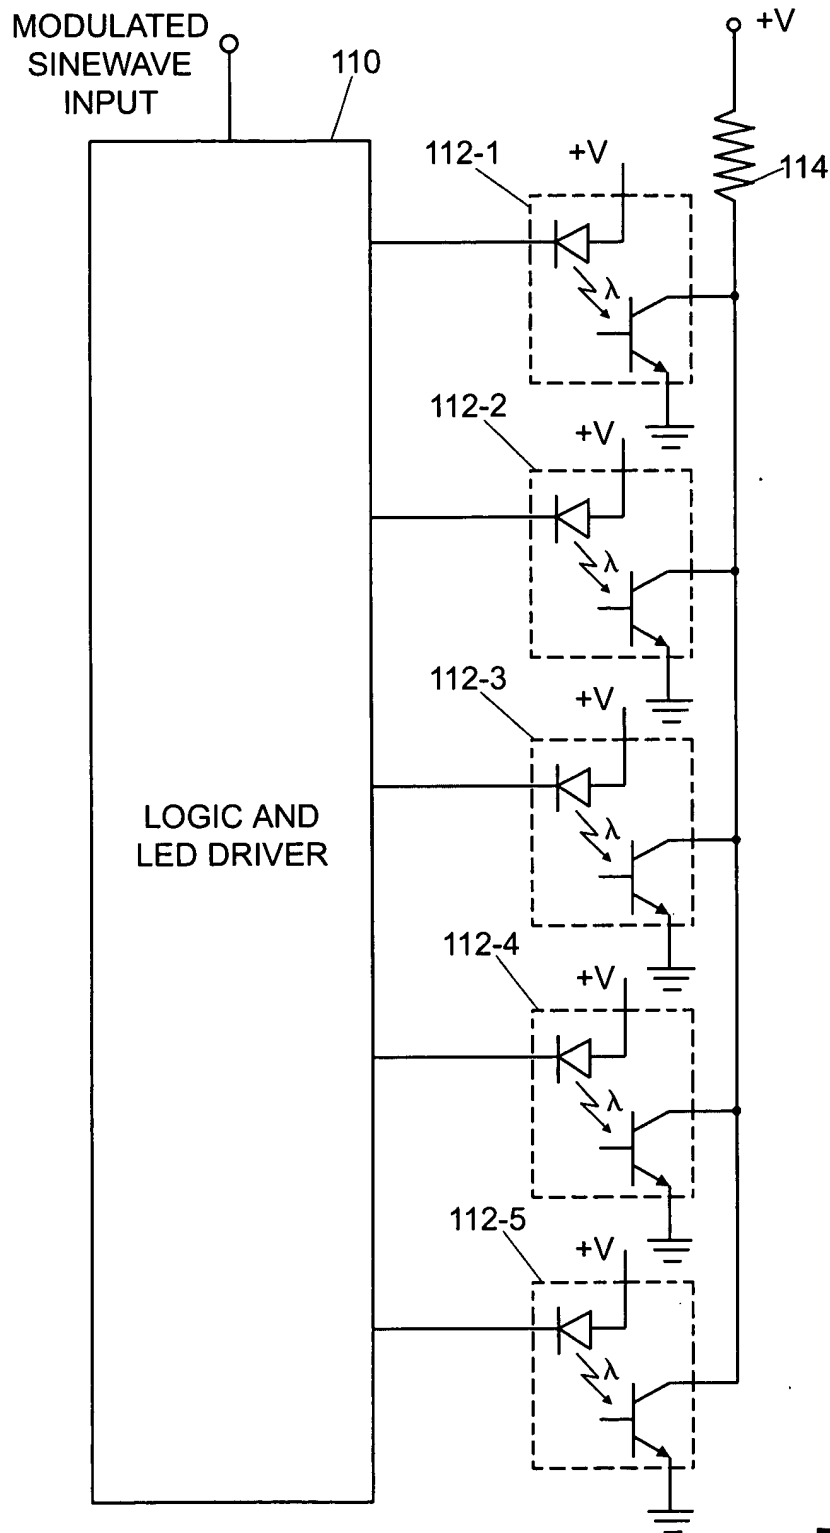 MODULATED
SINEWAVE
INPUT
110
+V
114
112-1
+V
λ
112-2
+V
λ
112-3
+V
λ
LOGIC AND
LED DRIVER
112-4
+V
λ
112-5
+V
λ